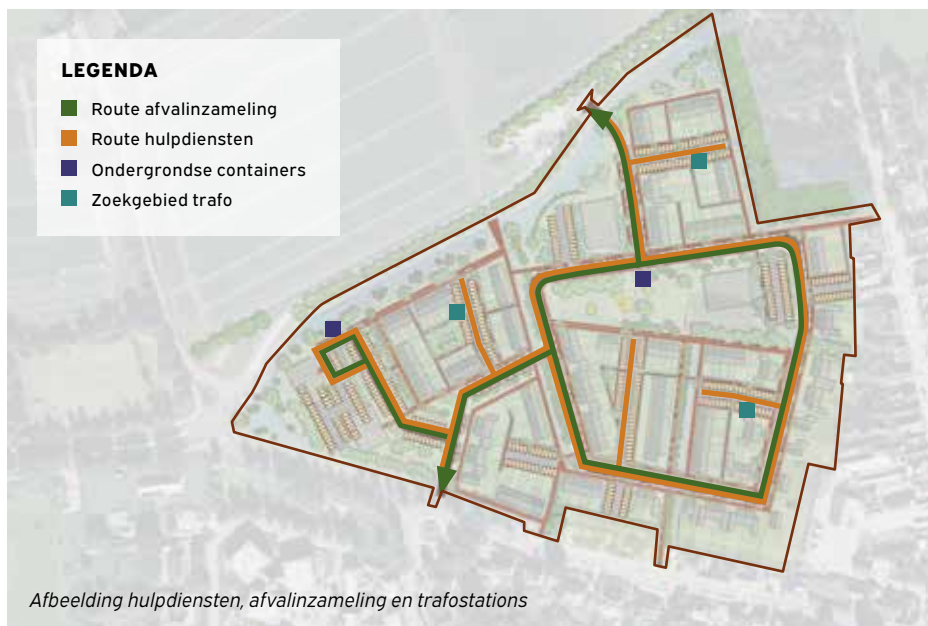 LEGENDA
Route afvalinzameling
Route hulpdiensten
Ondergrondse containers
Zoekgebied trafo
Afbeelding hulpdiensten, afvalinzameling en trafostations